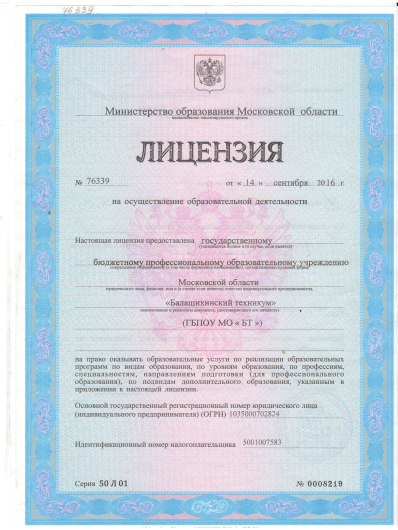 76339
Министерство образования Московской области
наименование лицензирующего органа
ЛИЦЕНЗИЯ
№ 76339 от « 14 » сентября 2016 г.
на осуществление образовательной деятельности
Настоящая лицензия предоставлена государственному
(указываются полное и (в случае, если имеется)
бюджетному профессиональному образовательному учреждению
сокращенное наименование (в том числе фирменное наименование), организационно-правовая форма
Московской области
юридического лица, фамилия, имя и (в случае если имеется) отчество индивидуального предпринимателя,
«Балашихинский техникум»
наименование и реквизиты документа, удостоверяющего его личность)
(ГБПОУ МО « БТ »)
на право оказывать образовательные услуги по реализации образовательных
программ по видам образования, по уровням образования, по профессиям,
специальностям, направлениям подготовки (для профессионального
образования), по подвидам дополнительного образования, указанным в
приложении к настоящей лицензии.
Основной государственный регистрационный номер юридического лица
(индивидуального предпринимателя) (ОГРН) 1035000702824
Идентификационный номер налогоплательщика 5001007583
Серия 50 Л 01 № 0008219